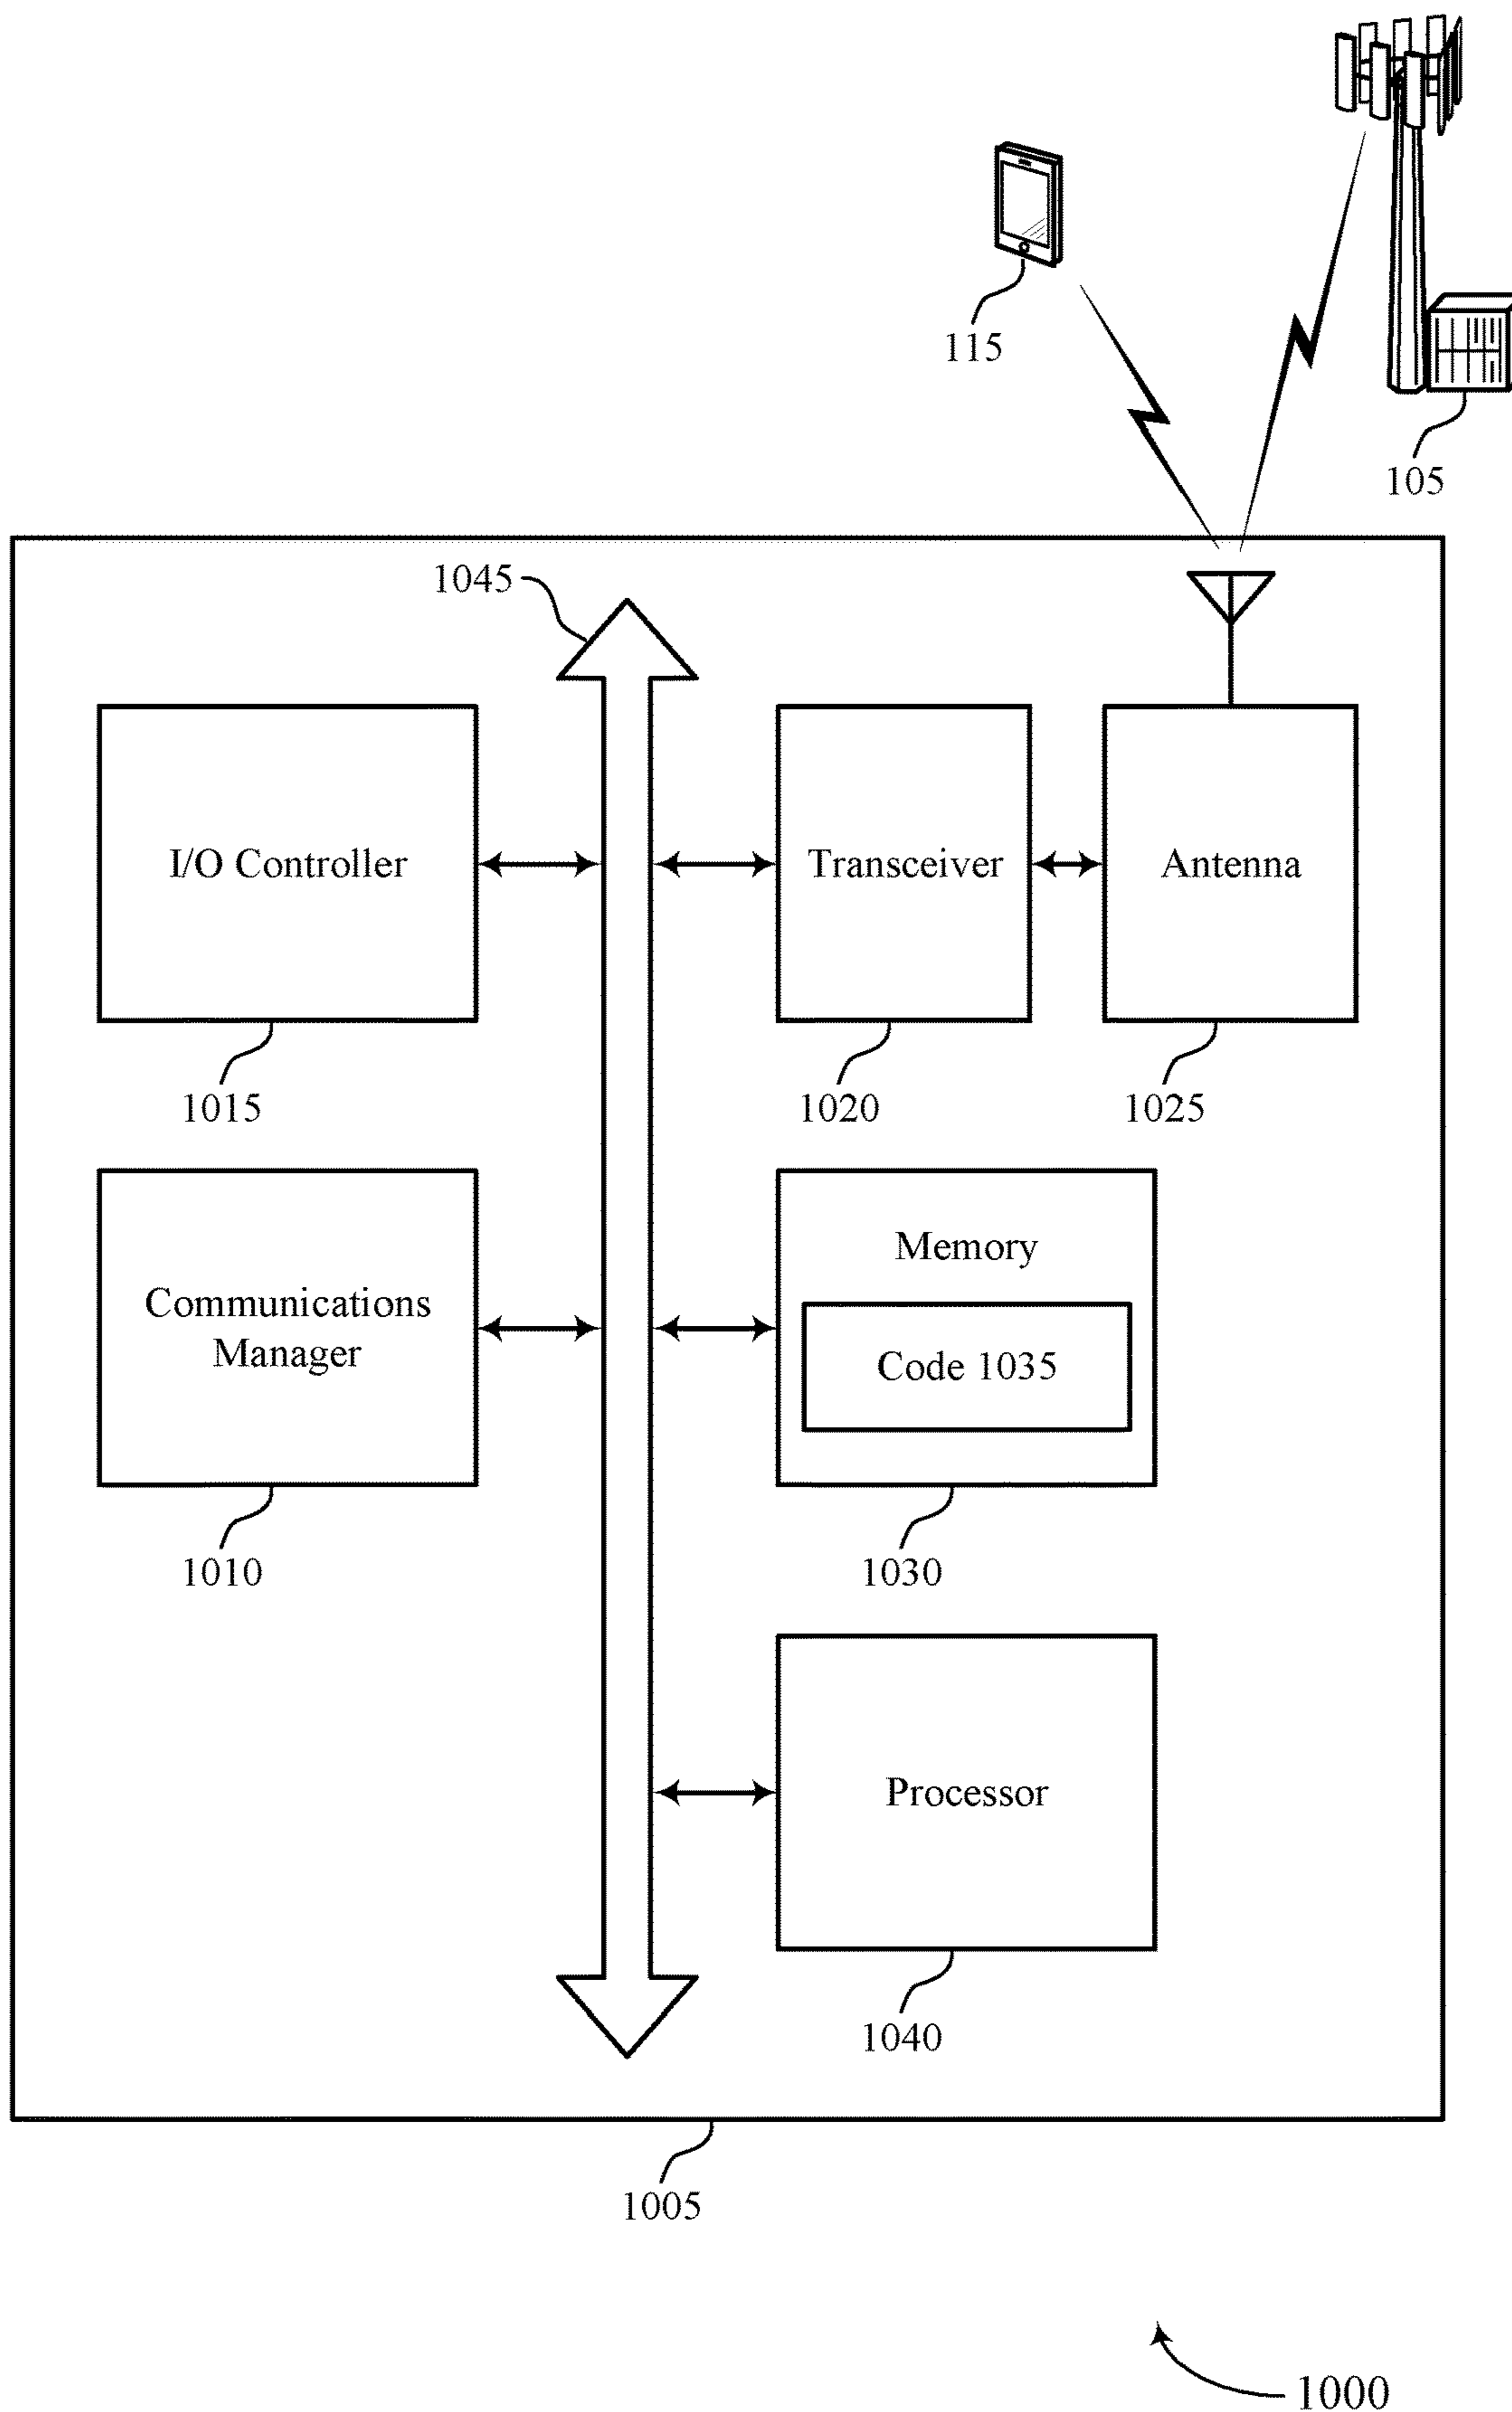 115
105
1045
I/O Controller
Transceiver
Antenna
1015
1020
1025
Communications
Manager
Memory
Code 1035
1010
1030
Processor
1040
1005
1000